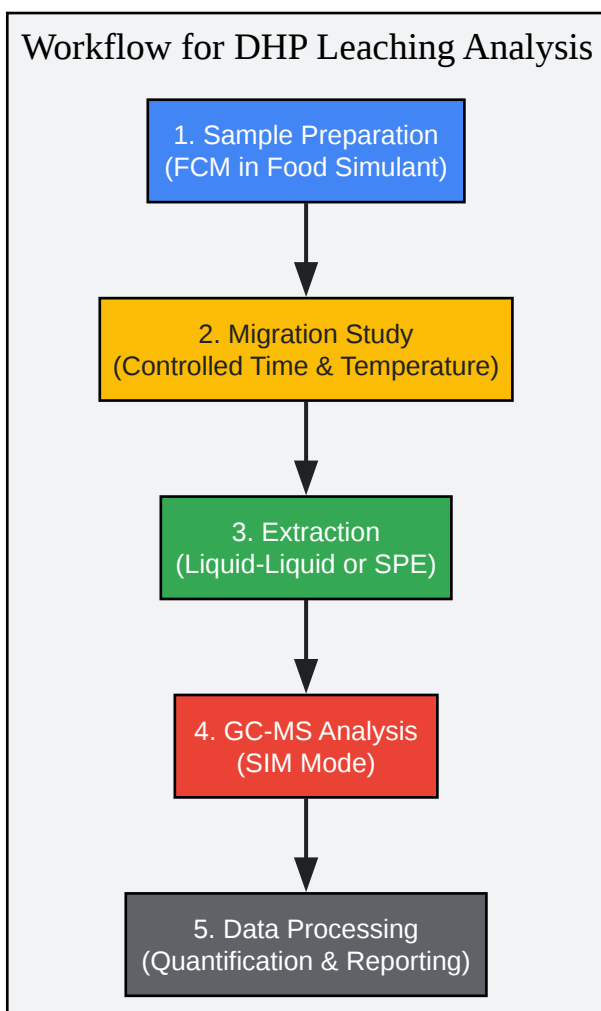 Workflow for DHP Leaching Analysis
1. Sample Preparation
(FCM in Food Simulant)
2. Migration Study
(Controlled Time & Temperature)
3. Extraction
(Liquid-Liquid or SPE)
4. GC-MS Analysis
(SIM Mode)
5. Data Processing
(Quantification & Reporting)